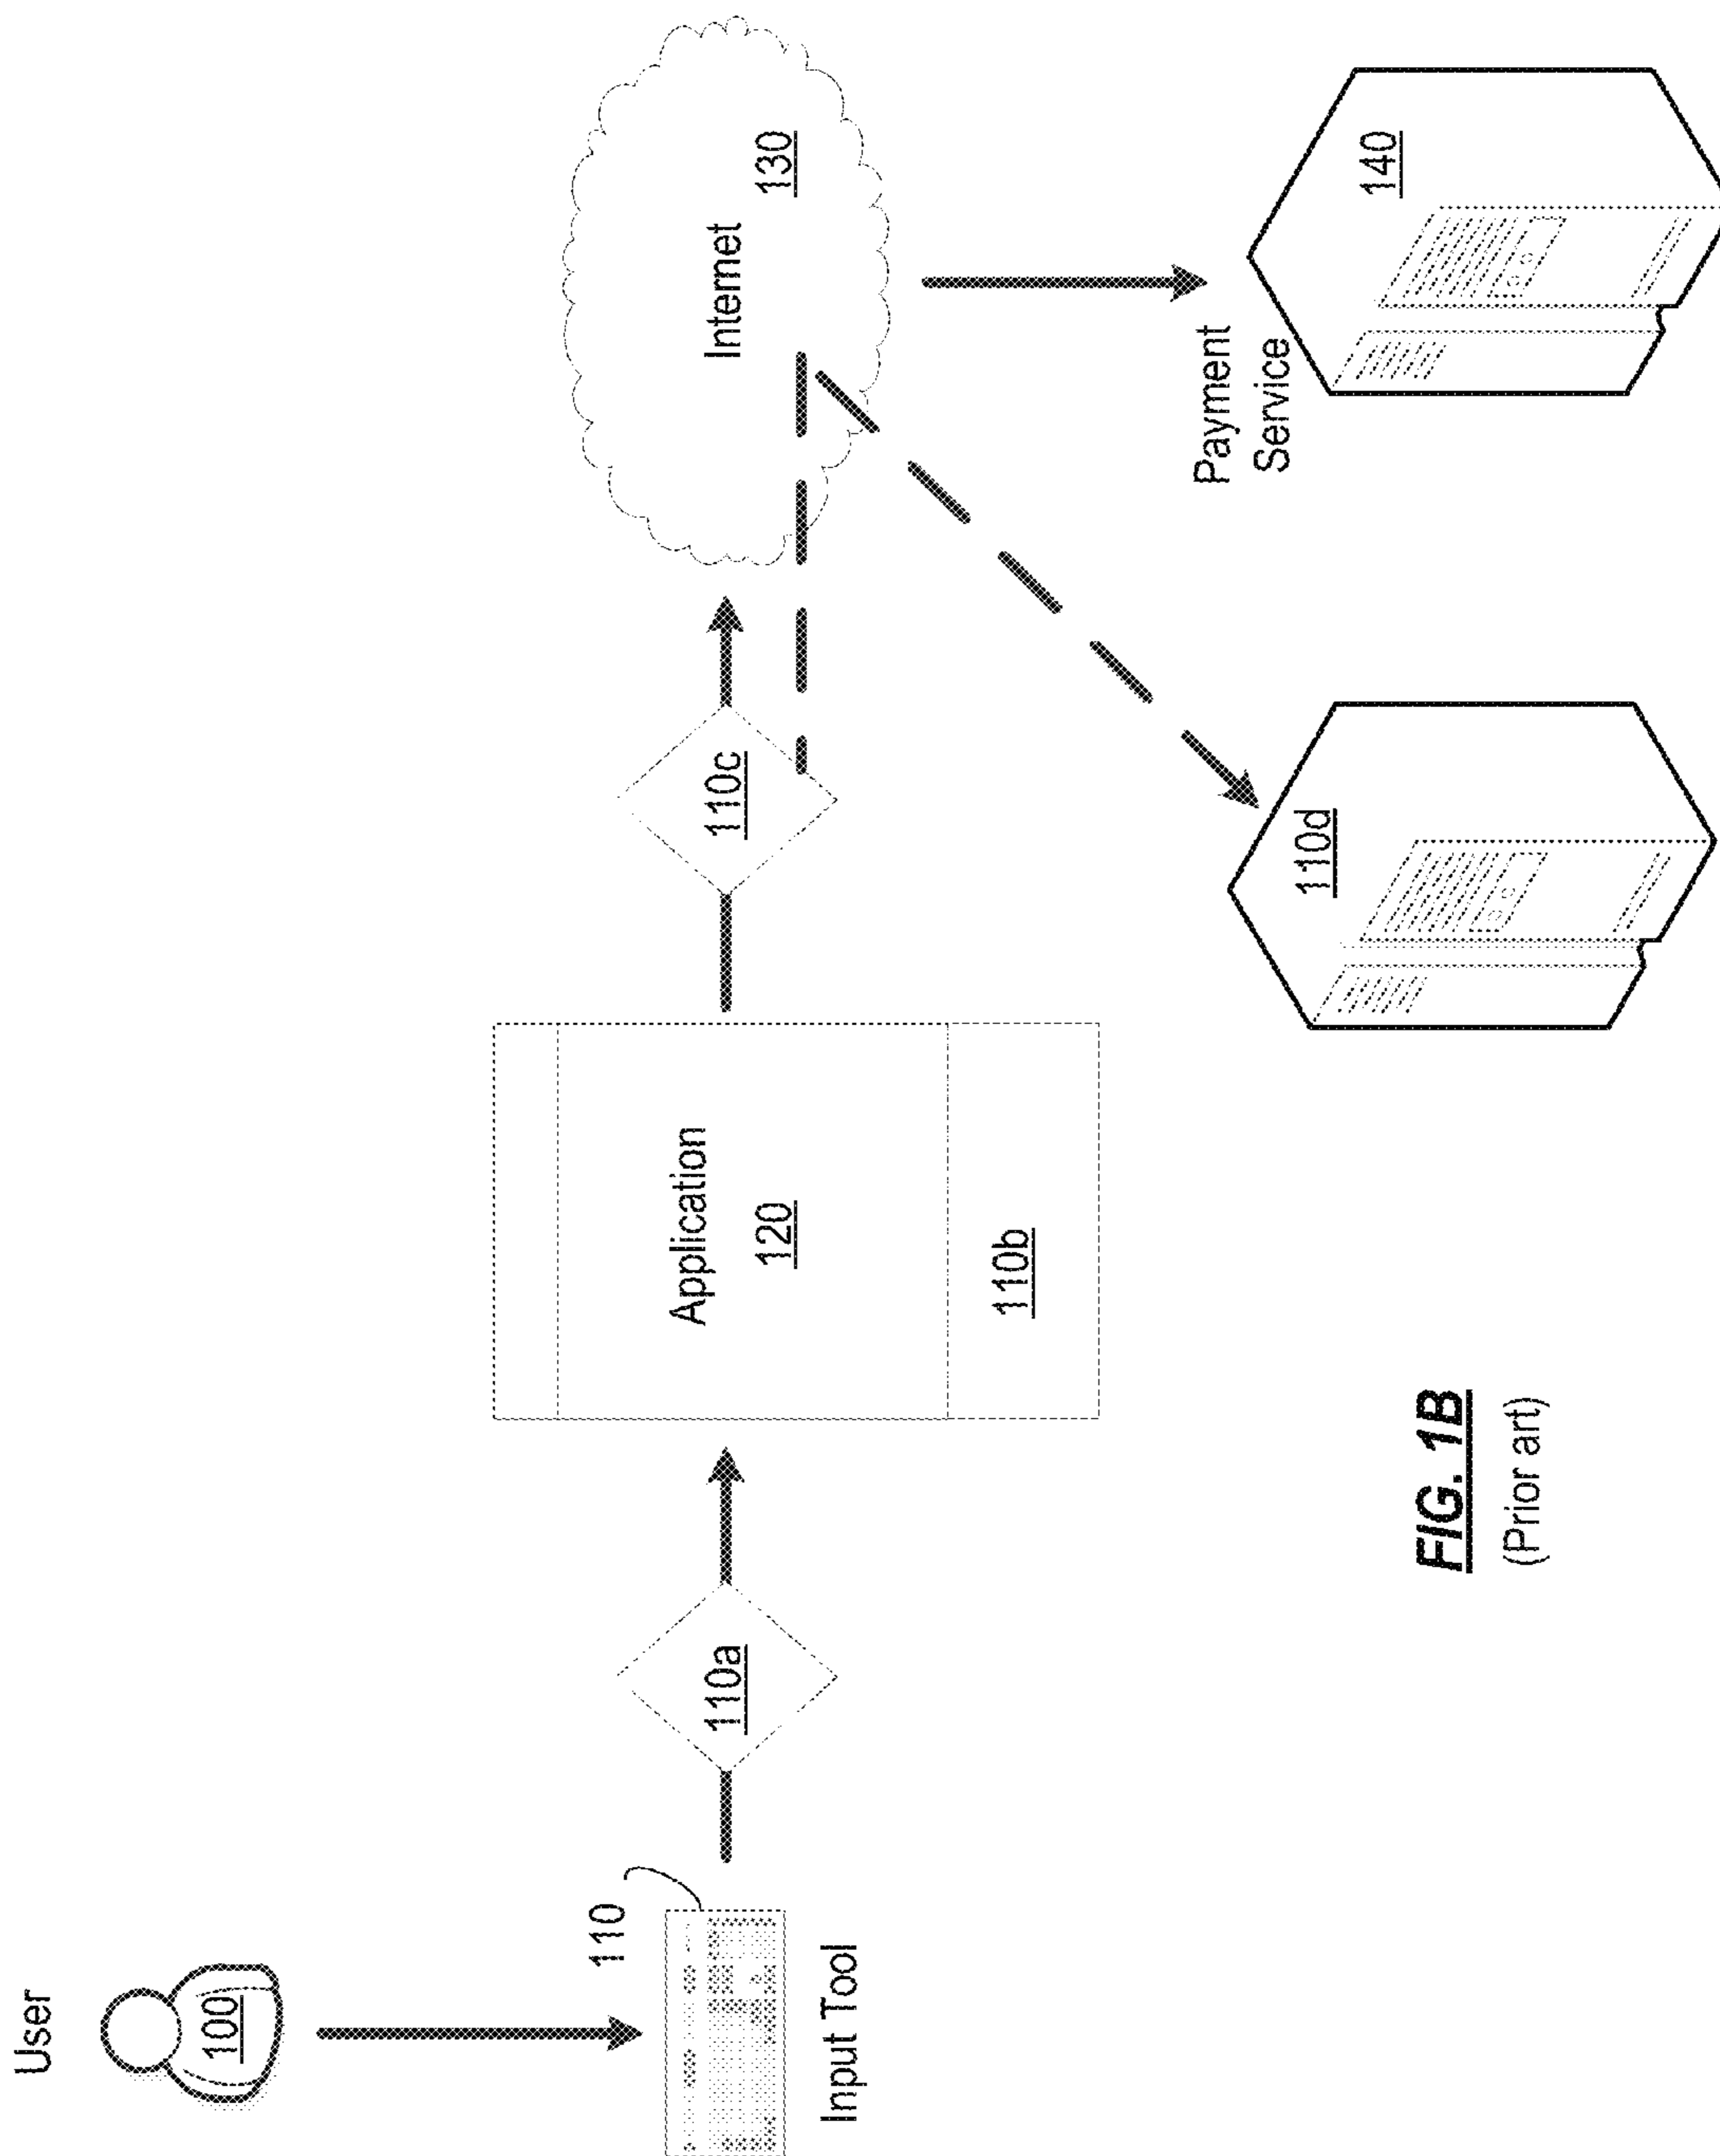 User
100
110
Input Tool
110a
Application
120
110b
110c
Internet
130
110d
Payment
Service
140
FIG. 1B
(Prior art)